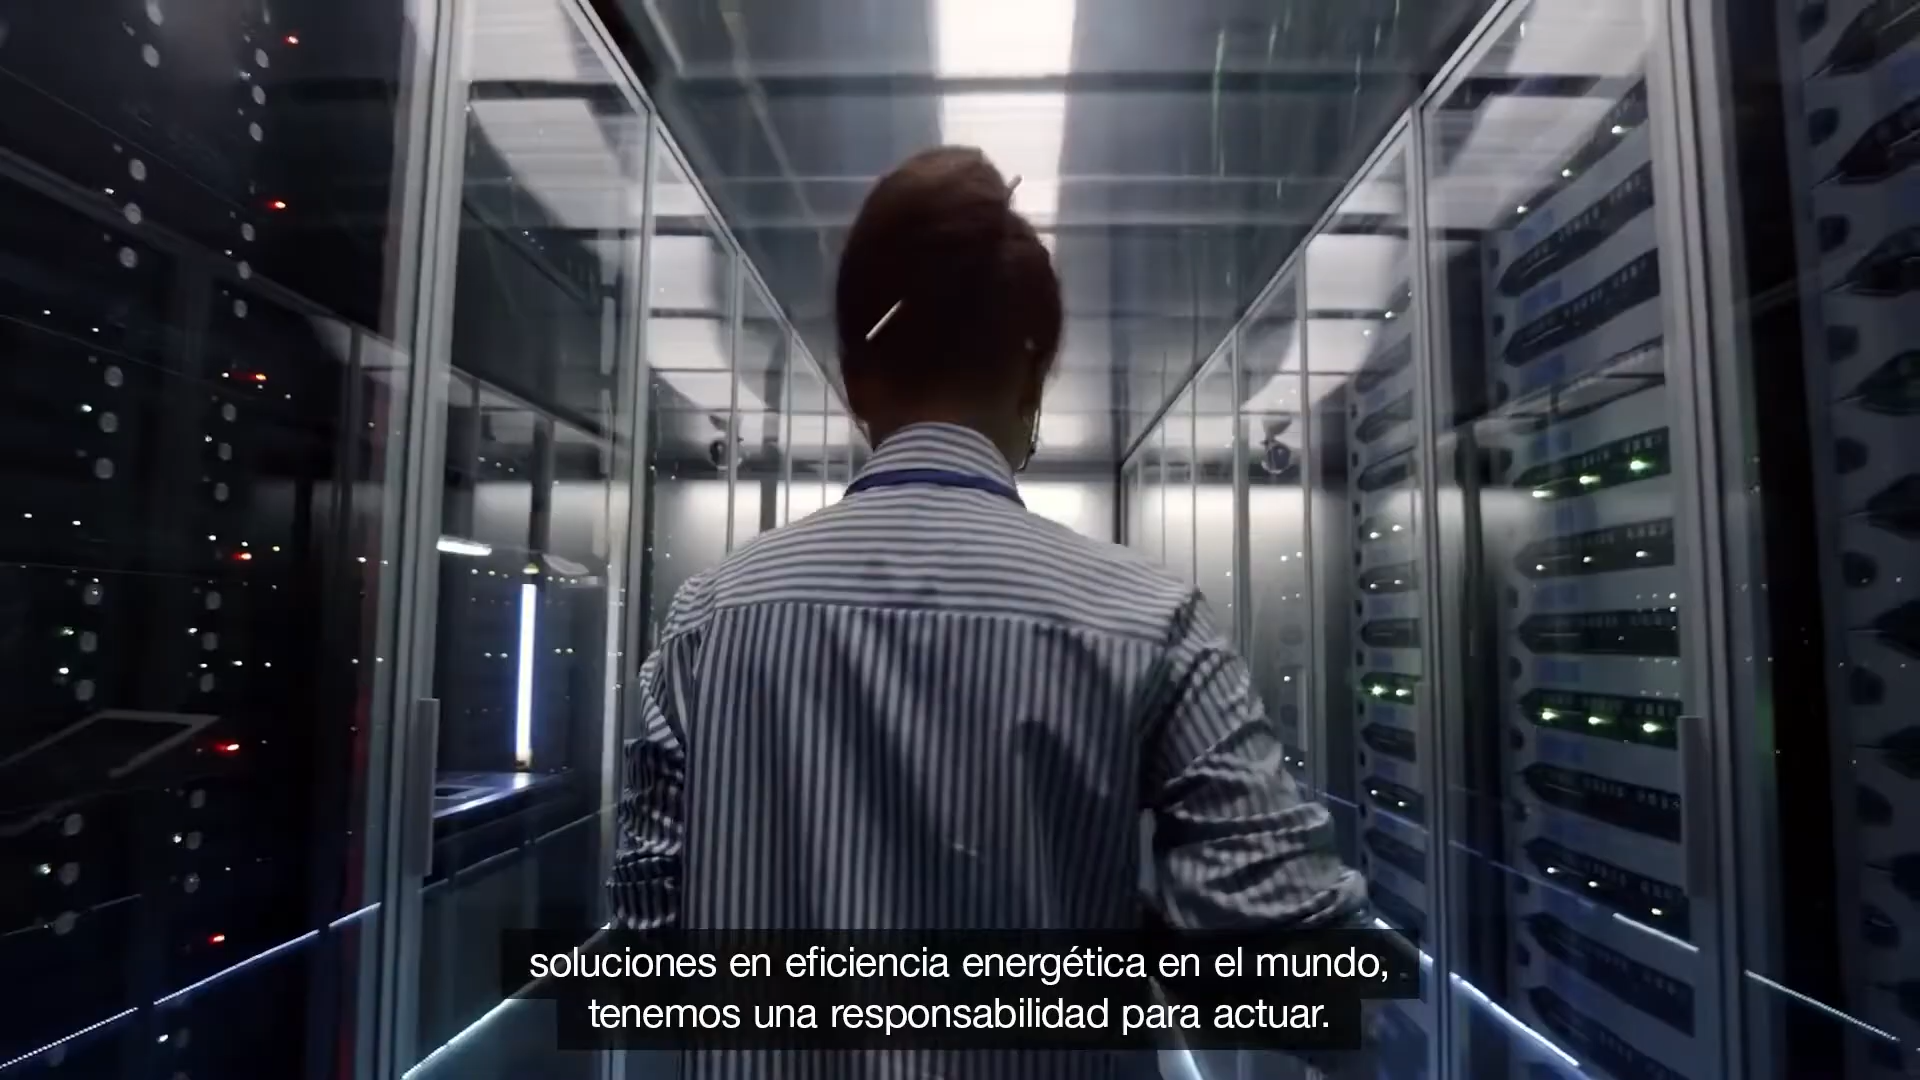 soluciones en eficiencia energética en el mundo,
tenemos una responsabilidad para actuar.